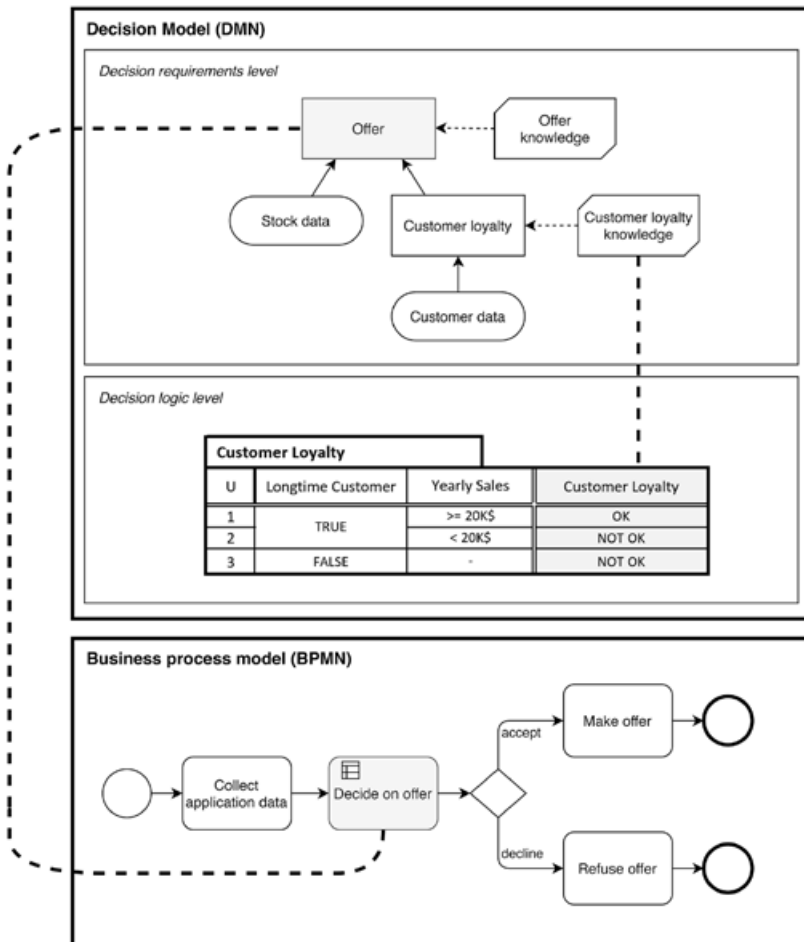 Decision Model (DMN)
Decision requirements level
Offer
Offer
knowledge
Stock data
Customer loyalty
Customer loyalty
knowledge
Customer data
Decision logic level
Customer Loyalty
U Longtime Customer Yearly Sales Customer Loyalty
1 TRUE >= 20K$ OK
2 < 20K$ NOT OK
3 FALSE - NOT OK
Business process model (BPMN)
Collect
application data
Decide on offer
accept
Make offer
decline
Refuse offer